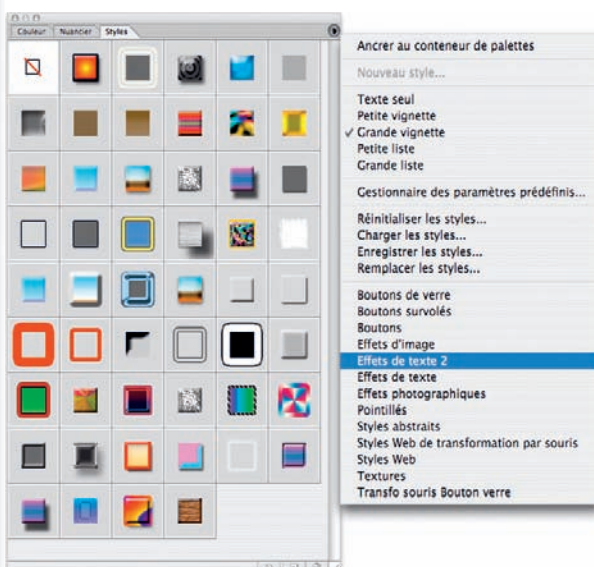 Couleur Nuancier Styles
Ancrer au conteneur de palettes
Nouveau style...
Texte seul
Petite vignette
✓ Grande vignette
Petite liste
Grande liste
Gestionnaire des paramètres prédéfinis...
Réinitialiser les styles...
Charger les styles...
Enregistrer les styles...
Remplacer les styles...
Boutons de verre
Boutons survolés
Boutons
Effets d'image
Effets de texte 2
Effets de texte
Effets photographiques
Pointillés
Styles abstraits
Styles Web de transformation par souris
Styles Web
Textures
Transfo souris Bouton verre